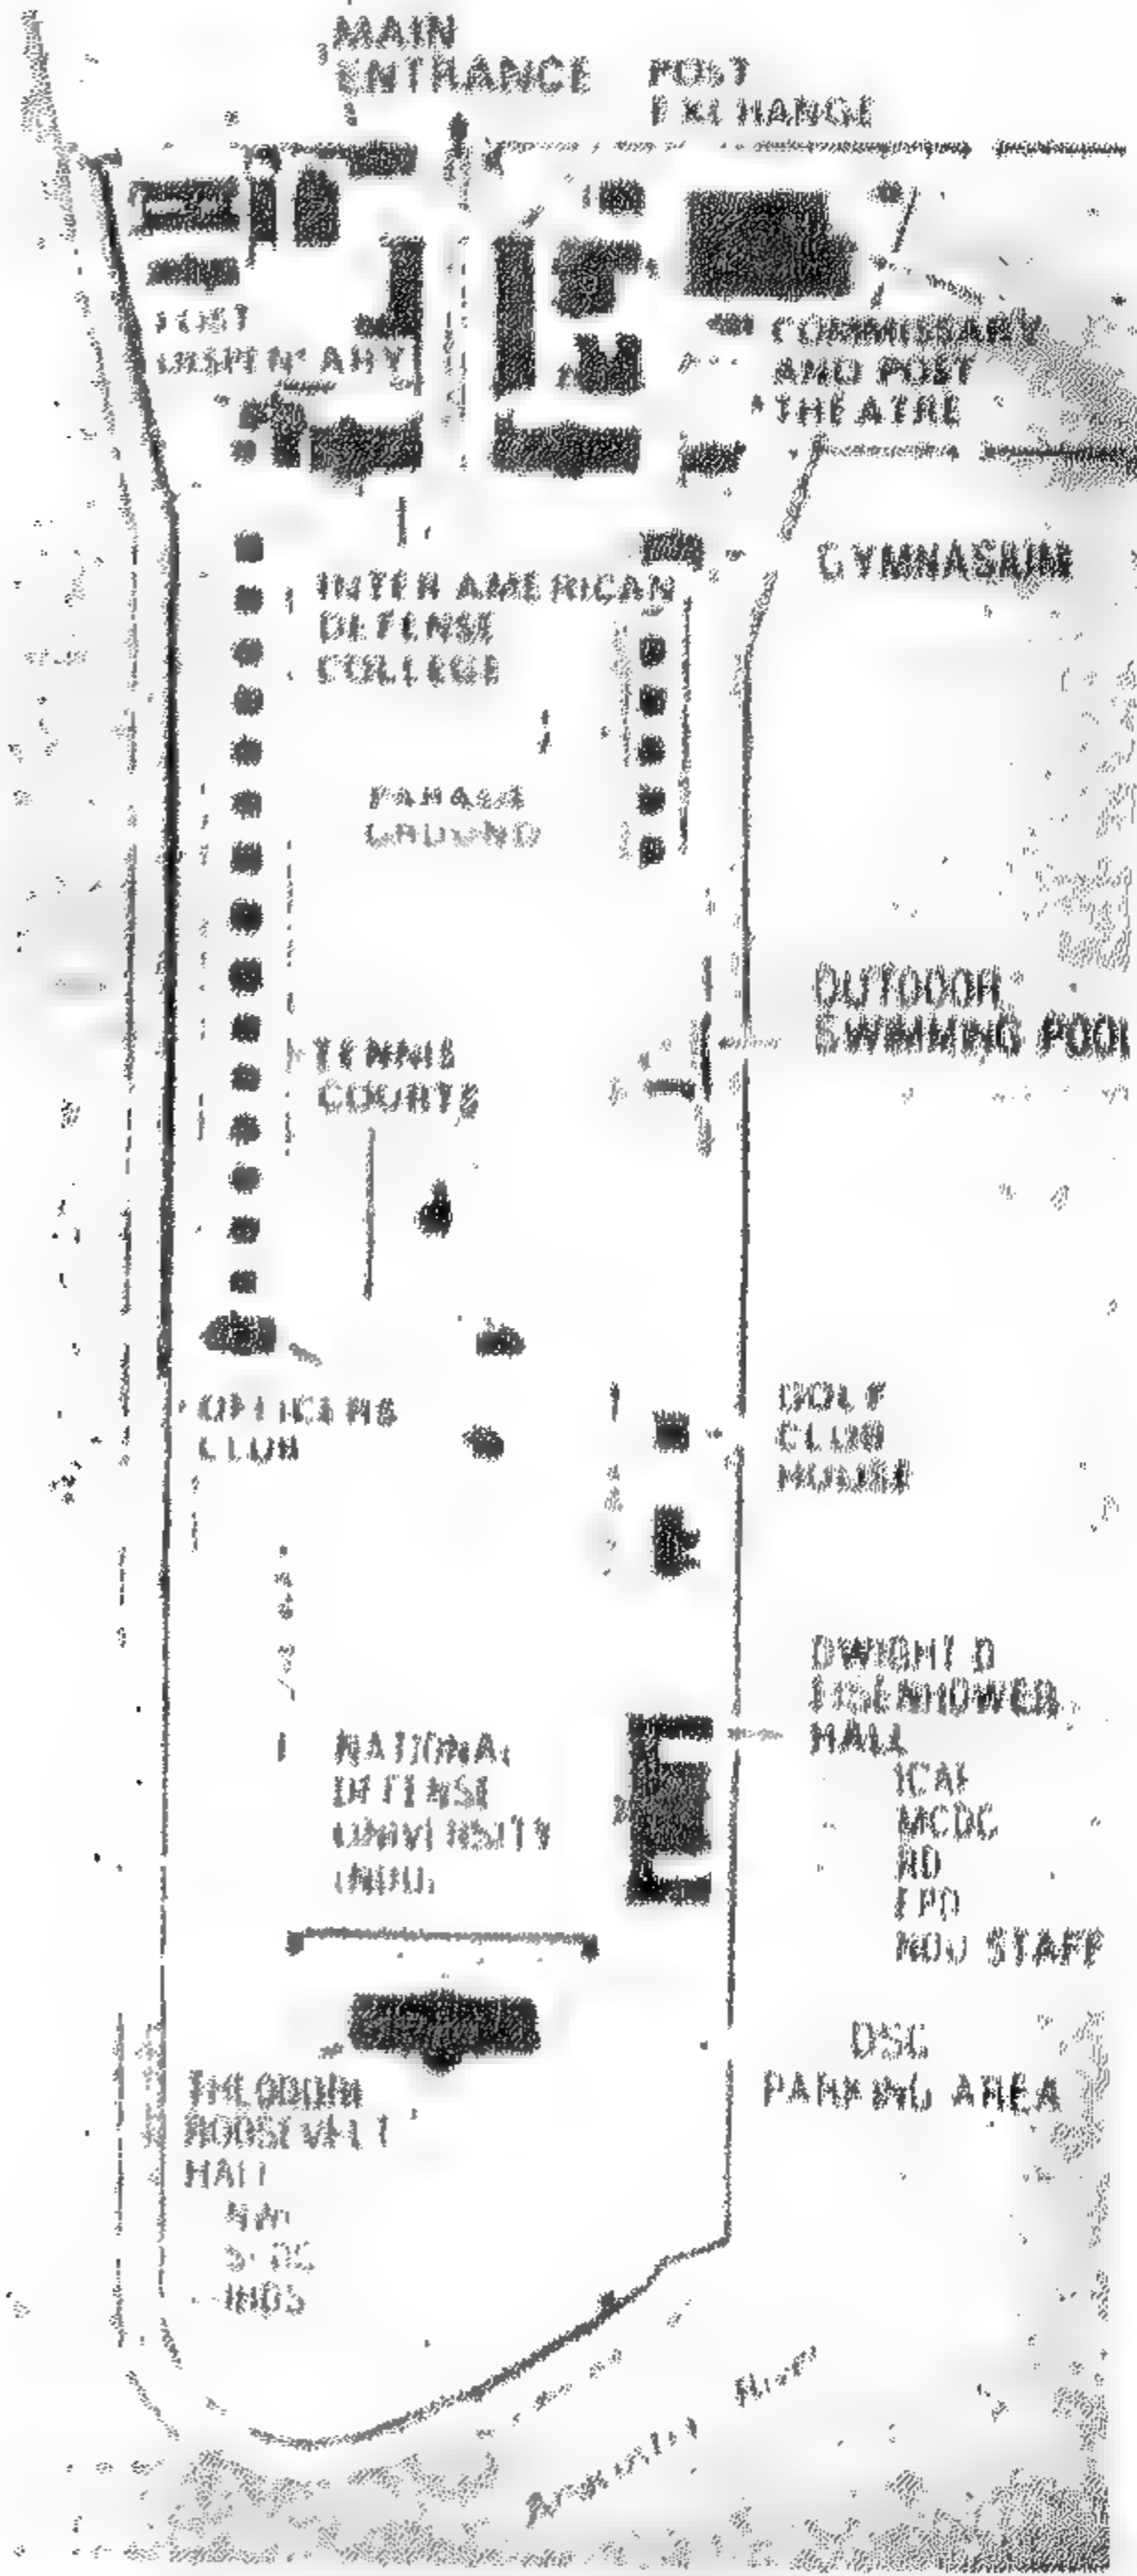 MAIN
ENTRANCE
POST
EXCHANGE
POST
DISPENSARY
COMMISSARY
AND POST
THEATRE
GYMNASIUM
INTER AMERICAN
DEFENSE
COLLEGE
PARADE
GROUND
OUTDOOR
SWIMMING POOL
TENNIS
COURTS
OFFICERS
CLUB
GOLF
CLUB
HOUSE
DWIGHT D
EISENHOWER
HALL
ICAF
MCDC
RD
NDU STAFF
NATIONAL
DEFENSE
UNIVERSITY
(NDU)
DSC
PARKING AREA
THEODORE
ROOSEVELT
HALL
River